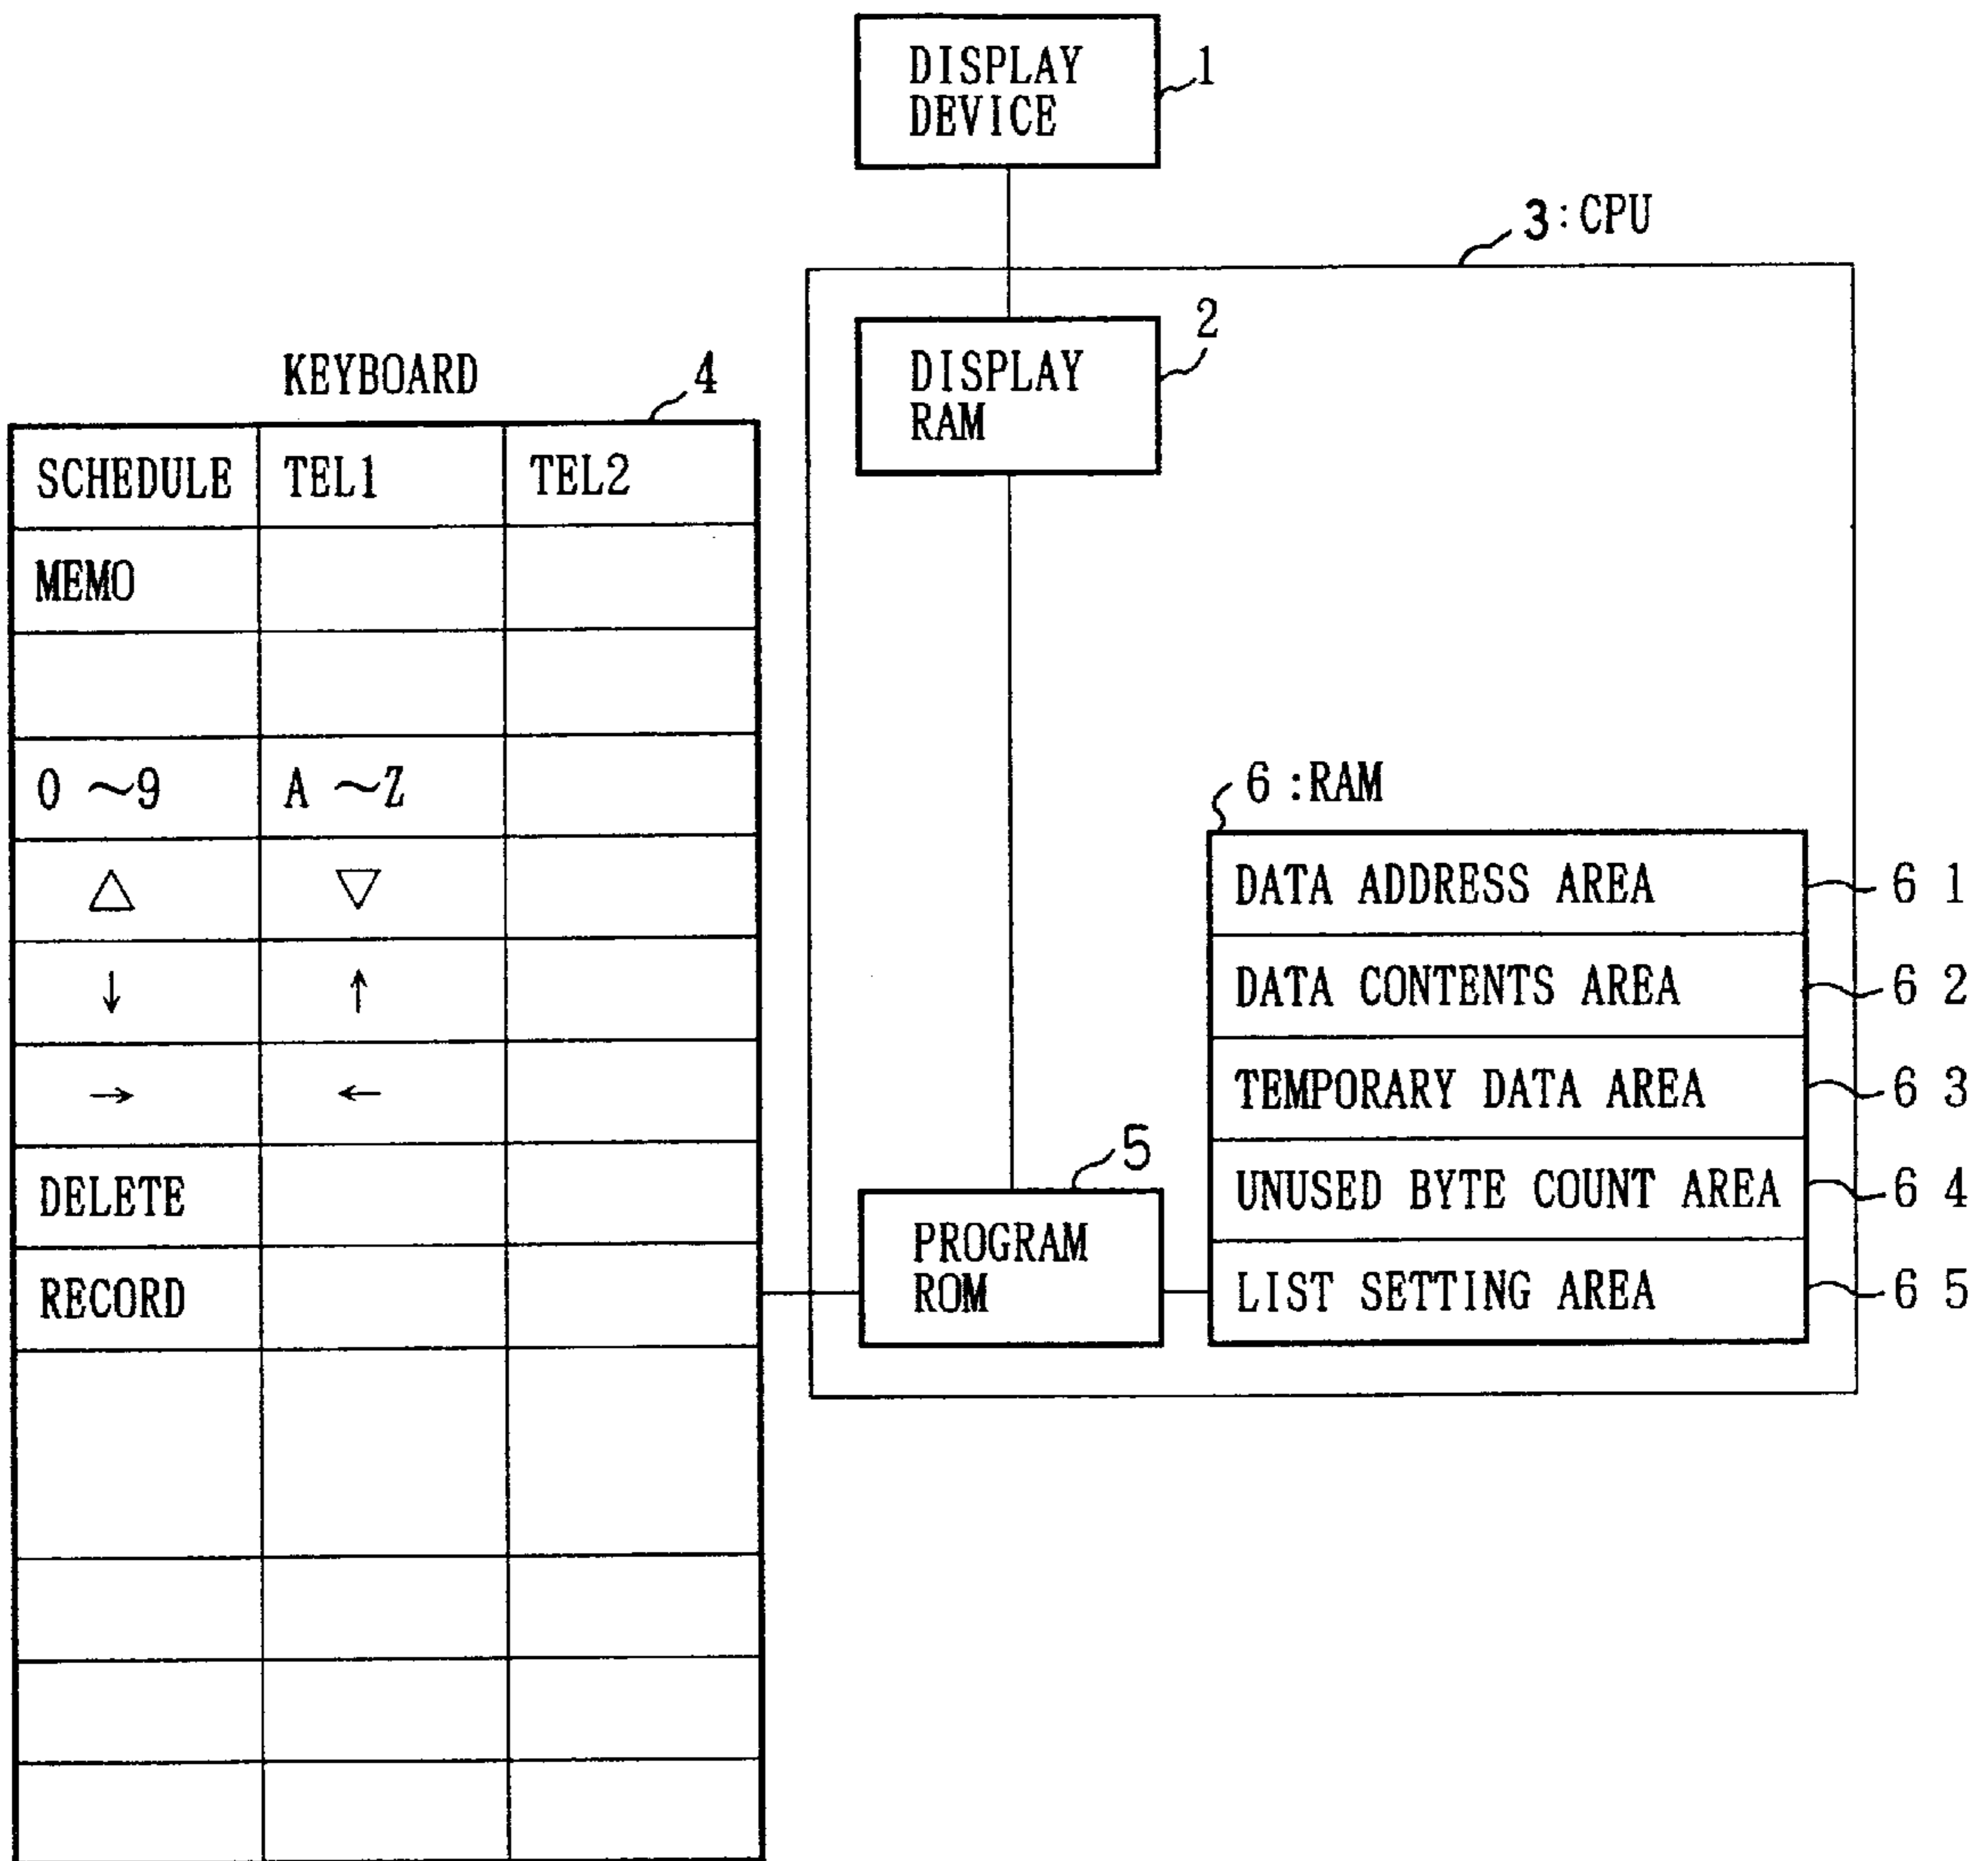 DISPLAY
DEVICE
1
3:CPU
DISPLAY
RAM
2
KEYBOARD
4
SCHEDULE TEL1 TEL2
MEMO
0 ～9 A ～Z
△ ▽
↓ ↑
→ ←
DELETE
RECORD
5
PROGRAM
ROM
6 :RAM
DATA ADDRESS AREA 6 1
DATA CONTENTS AREA 6 2
TEMPORARY DATA AREA 6 3
UNUSED BYTE COUNT AREA 6 4
LIST SETTING AREA 6 5